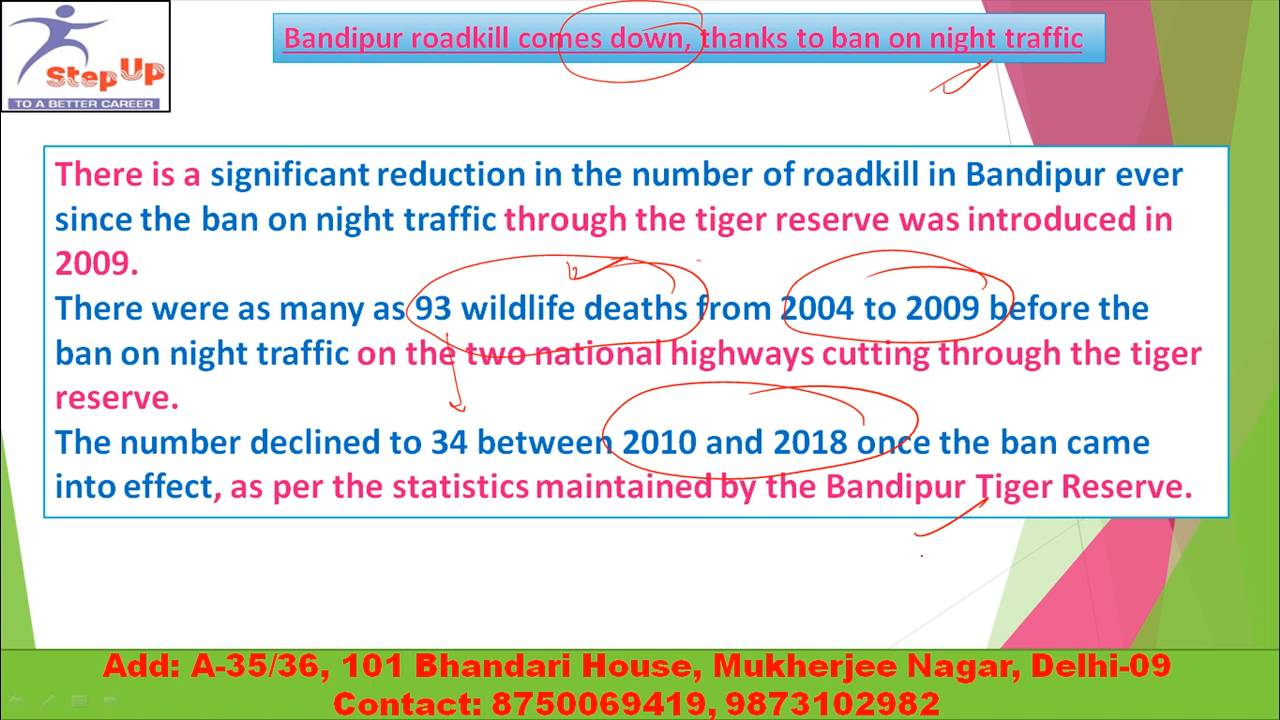 Bandipur roadkill comes down, thanks to ban on night traffic
StepUp
TO A BETTER CAREER
There is a significant reduction in the number of roadkill in Bandipur ever
since the ban on night traffic through the tiger reserve was introduced in
2009.
There were as many as 93 wildlife deaths from 2004 to 2009 before the
ban on night traffic on the two national highways cutting through the tiger
reserve.
The number declined to 34 between 2010 and 2018 once the ban came
into effect, as per the statistics maintained by the Bandipur Tiger Reserve.
Add: A-35/36, 101 Bhandari House, Mukherjee Nagar, Delhi-09
Contact: 8750069419, 9873102982